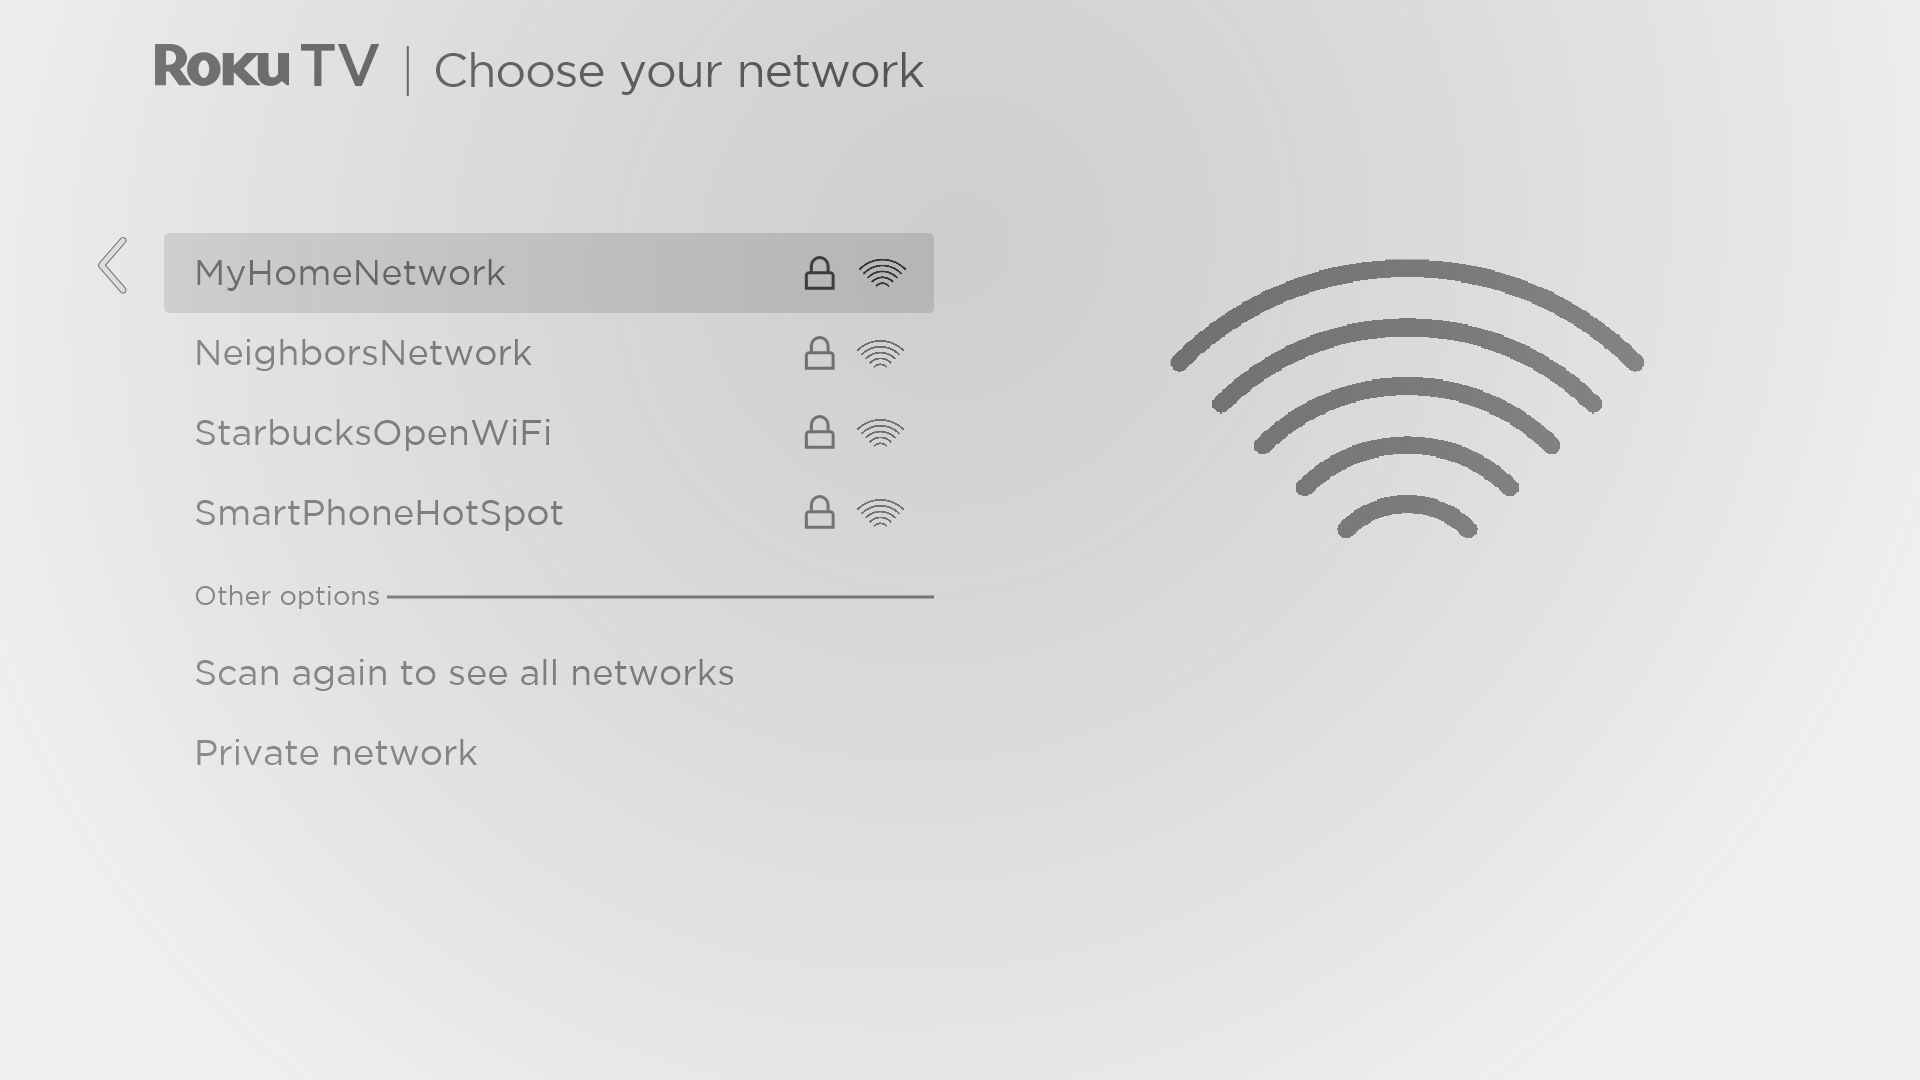 Roku TV | Choose your network
MyHomeNetwork
NeighborsNetwork
StarbucksOpenWiFi
SmartPhoneHotSpot
Other options
Scan again to see all networks
Private network